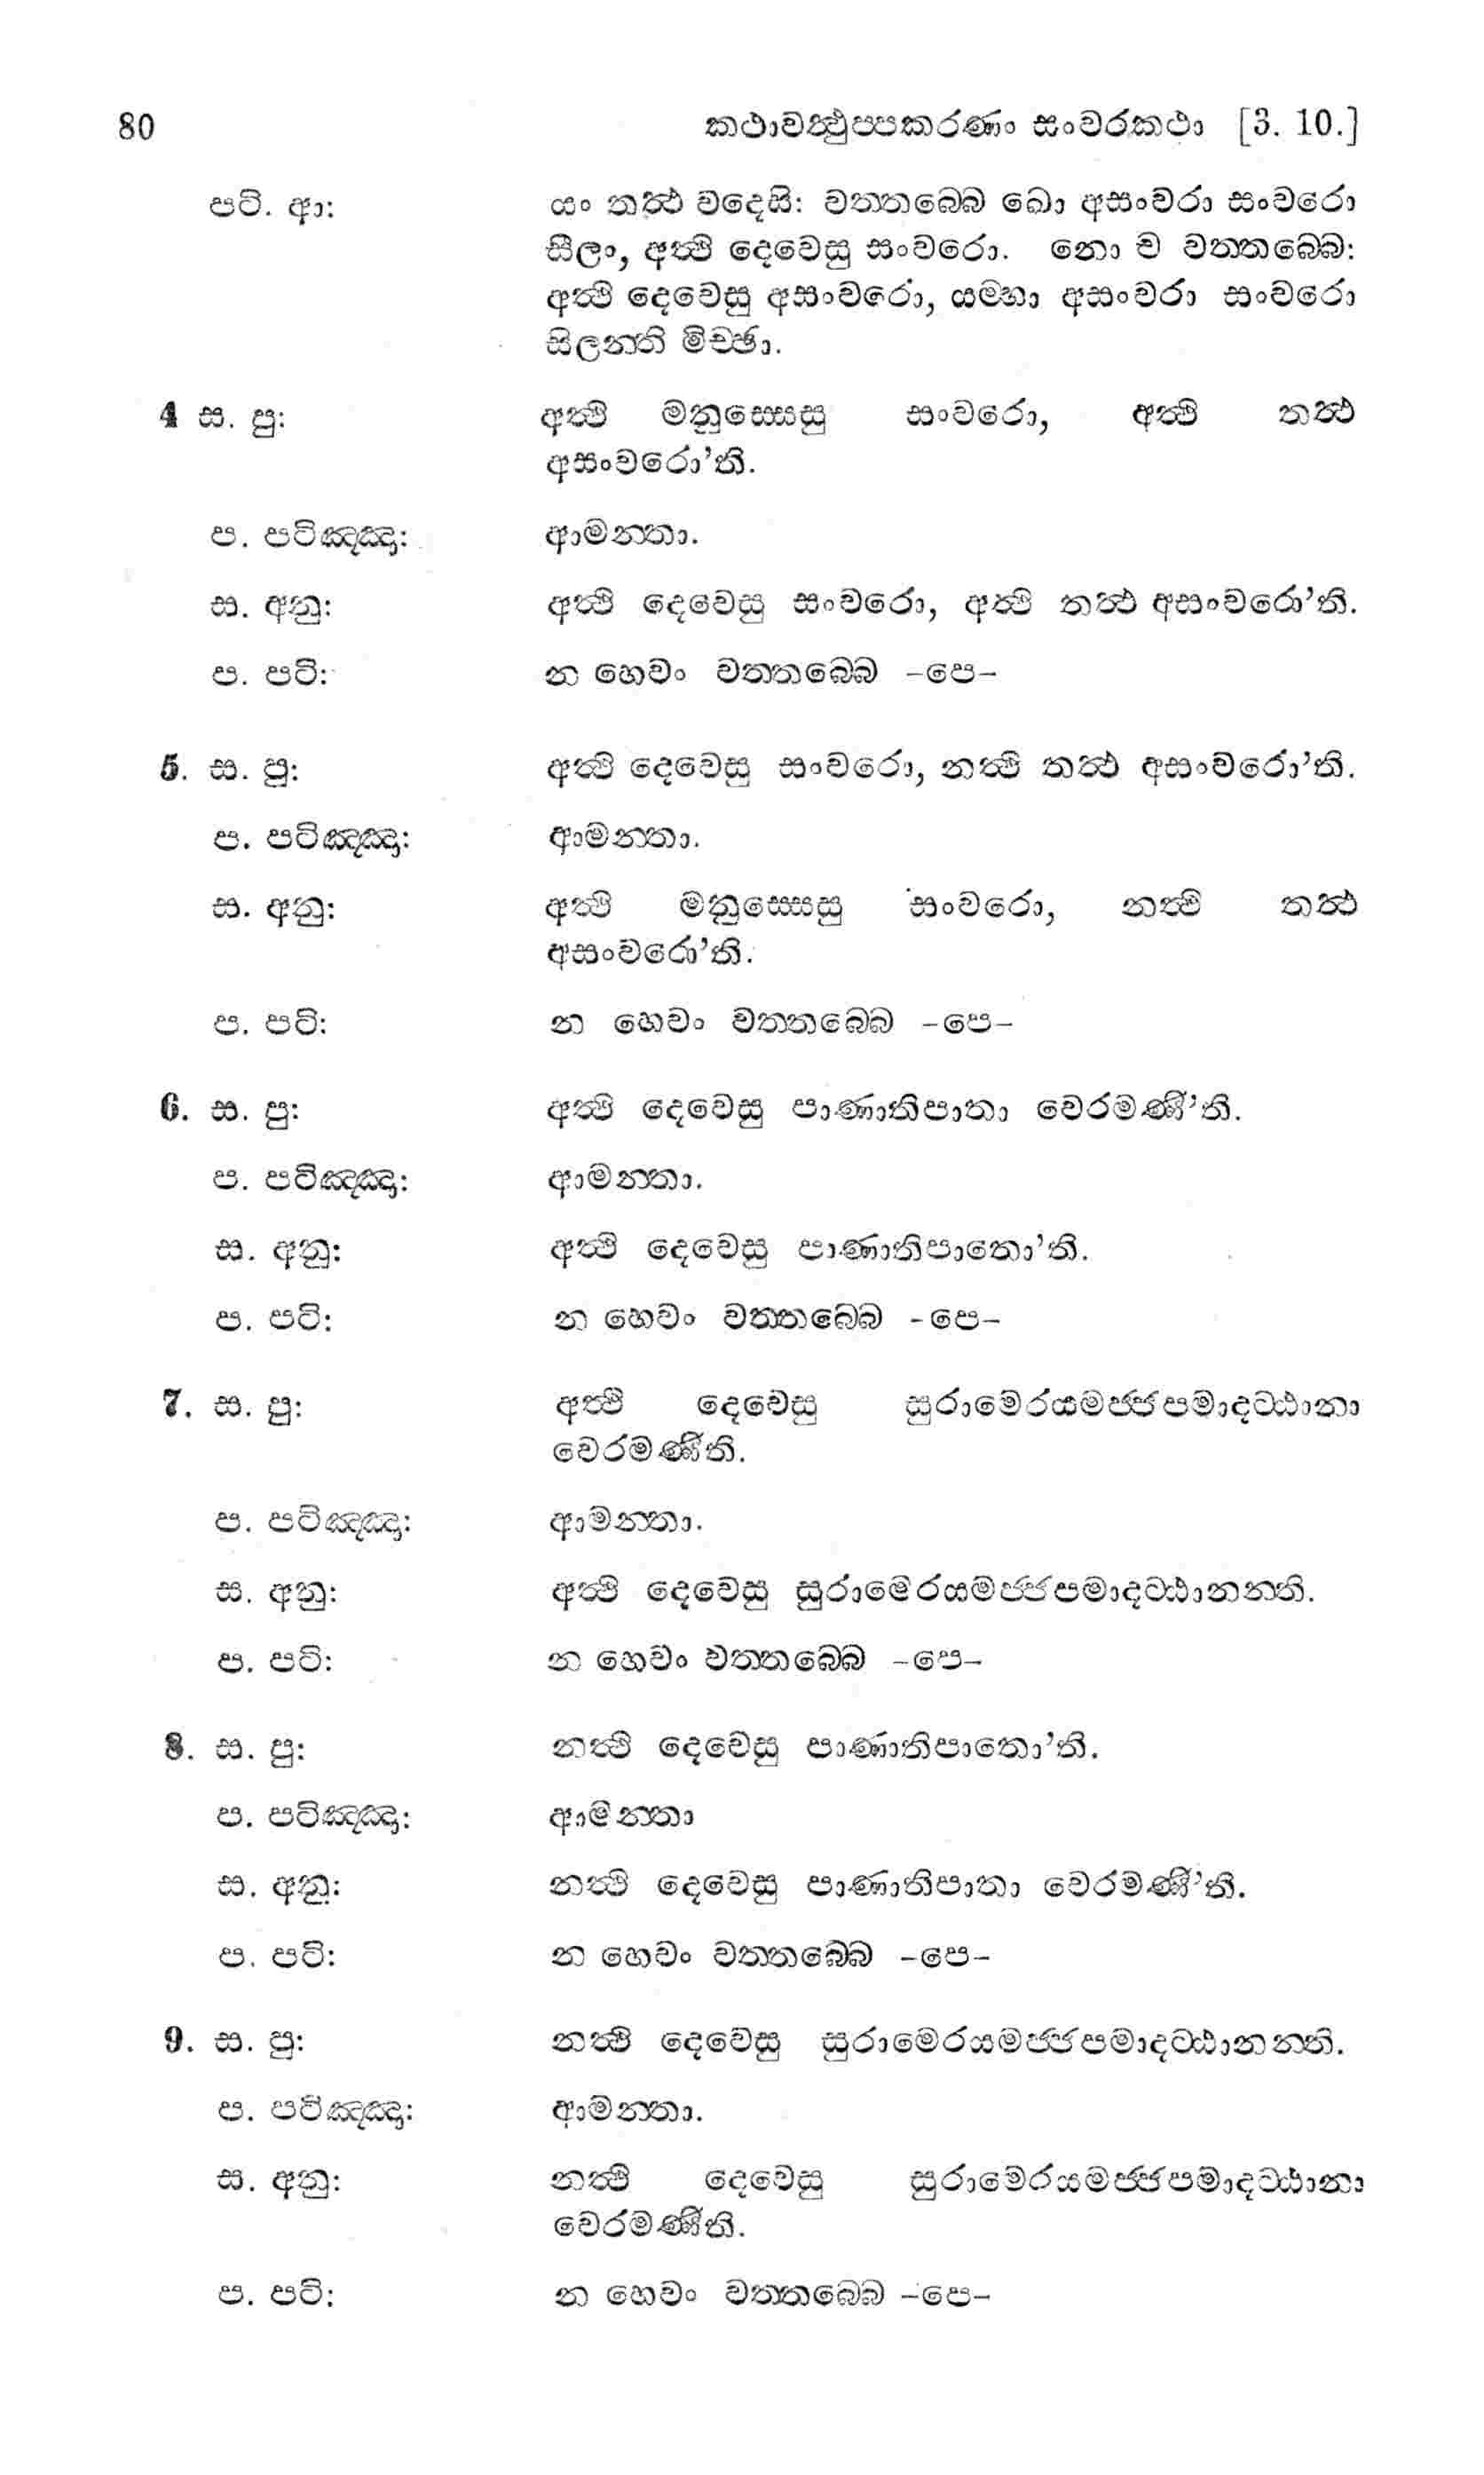 80 කථාවත්‍ථුප්පකරණං සංවරකථා [3. 10.]
පටි. ආ: යං තත්‍ථ වදෙසි: වත්තබ්බෙ ඛො අසංවරා සංවරො
සීලං, අත්‍ථි දෙවෙසු සංවරො. නො ච වත්තබ්බෙ:
අත්‍ථි දෙවෙසු අසංවරො, යම්හා අසංවරා සංවරො
සිලන්ති මිච්ඡා.
4 ස. පු: අත්‍ථි මනුස්සෙසු සංවරො, අත්‍ථි තත්‍ථ
අසංවරො’ති.
ප. පටිඤ්ඤා: ආමන්තා.
ස. අනු: අත්‍ථි දෙවෙසු සංවරො, අත්‍ථි තත්‍ථ අසංවරො’ති.
ප. පටි: න හෙවං වත්තබ්බෙ -පෙ-
5. ස. පු: අත්‍ථි දෙවෙසු සංවරො, නත්‍ථි තත්‍ථ අසංවරො’ති.
ප. පටිඤ්ඤා: ආමන්තා.
ස. අනු: අත්‍ථි මනුස්සෙසු සංවරො, නත්‍ථි තත්‍ථ
අසංවරො’ති.
ප. පටි: න හෙවං වත්තබ්බෙ -පෙ-
6. ස. පු: අත්‍ථි දෙවෙසු පාණාතිපාතා වෙරමණී’ති.
ප. පටිඤ්ඤා: ආමන්තා.
ස. අනු: අත්‍ථි දෙවෙසු පාණාතිපාතො’ති.
ප. පටි: න හෙවං වත්තබ්බෙ -පෙ-
7. ස. පු: අත්‍ථි දෙවෙසු සුරාමෙරයමජ්ජපමාදට්ඨානා
වෙරමණීති.
ප. පටිඤ්ඤා: ආමන්තා.
ස. අනු: අත්‍ථි දෙවෙසු සුරාමෙරයමජ්ජපමාදට්ඨානන්ති.
ප. පටි: න හෙවං වත්තබ්බෙ -පෙ-
8. ස. පු: නත්‍ථි දෙවෙසු පාණාතිපාතො’ති.
ප. පටිඤ්ඤා: ආමන්තා
ස. අනු: නත්‍ථි දෙවෙසු පාණාතිපාතා වෙරමණී’ති.
ප. පටි: න හෙවං වත්තබ්බෙ -පෙ-
9. ස. පු: නත්‍ථි දෙවෙසු සුරාමෙරයමජ්ජපමාදට්ඨානන්ති.
ප. පටිඤ්ඤා: ආමන්තා.
ස. අනු: නත්‍ථි දෙවෙසු සුරාමෙරයමජ්ජපමාදට්ඨානා
වෙරමණීති.
ප. පටි: න හෙවං වත්තබ්බෙ -පෙ-